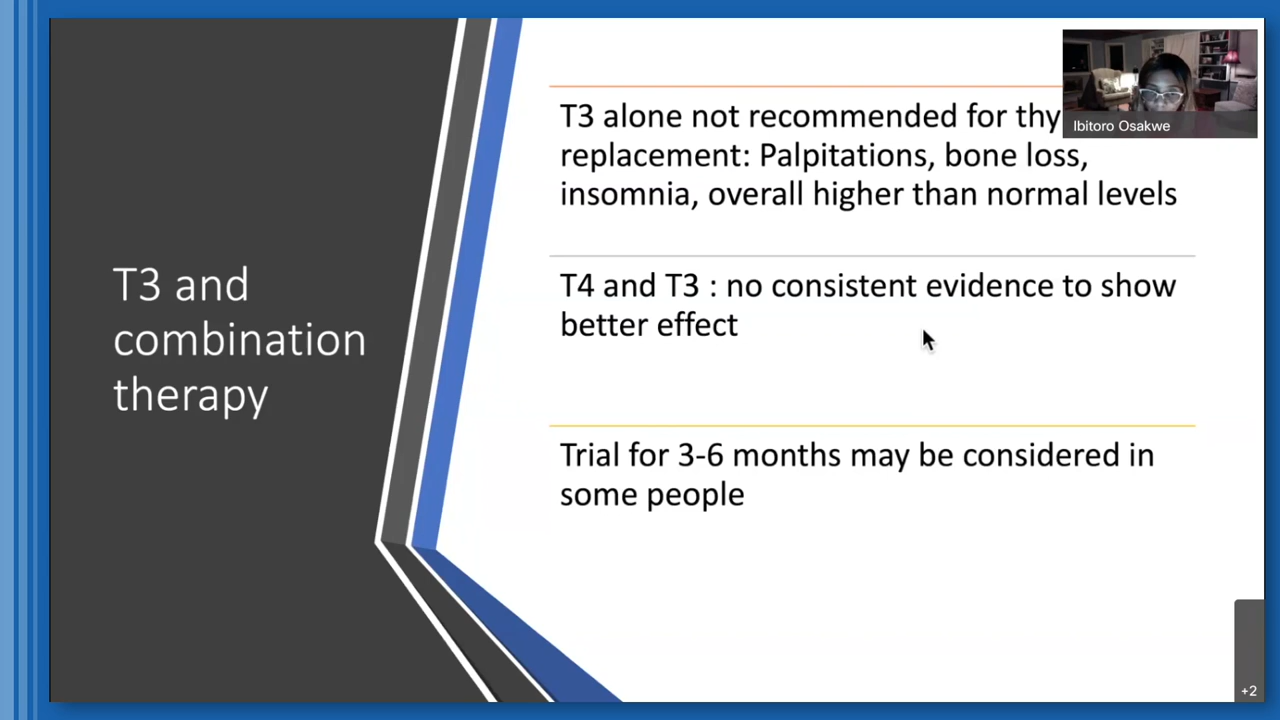 T3 and
combination
therapy
T3 alone not recommended for thy
replacement: Palpitations, bone loss,
insomnia, overall higher than normal levels
T4 and T3 : no consistent evidence to show
better effect
Trial for 3-6 months may be considered in
some people
Ibitoro Osakwe
+2